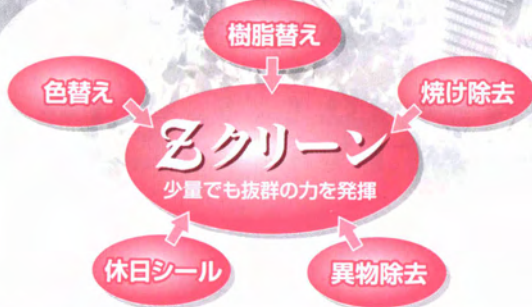 樹脂替え
色替え
焼け除去
Zクリーン
少量でも抜群の力を発揮
休日シール
異物除去